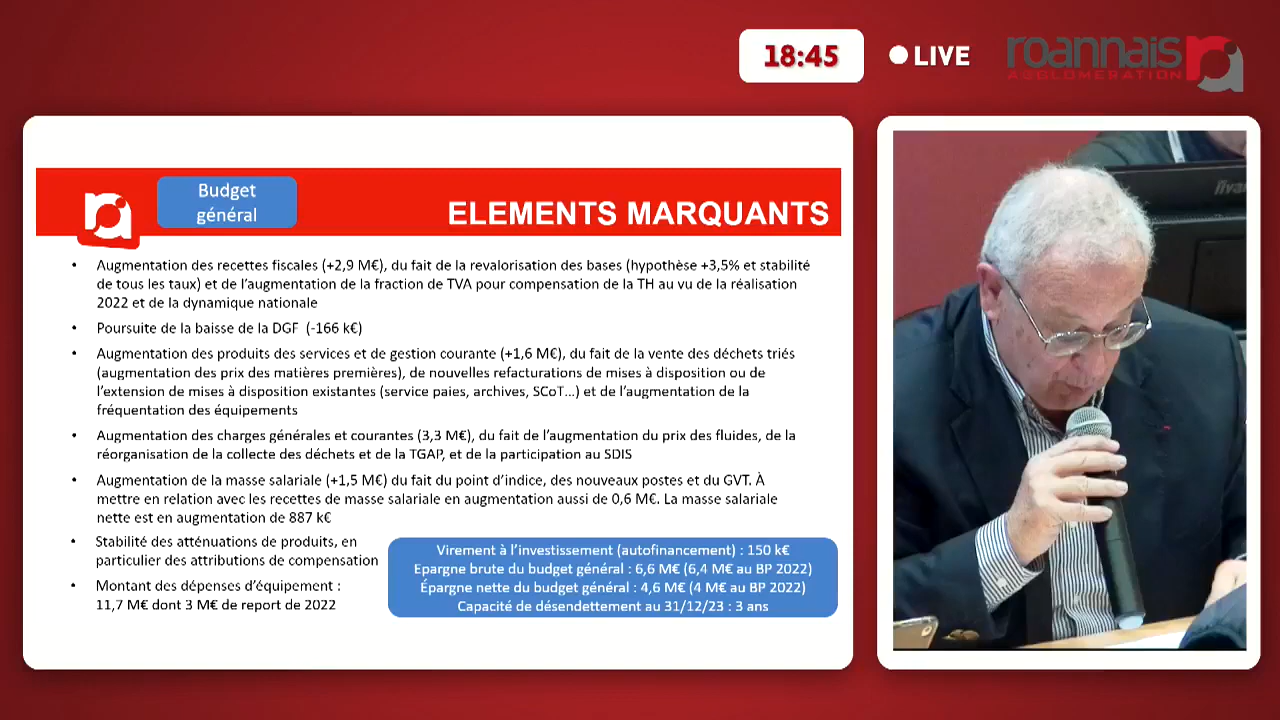 18:45
LIVE
roannais
AGGLOMERATION
Budget
général
ELEMENTS MARQUANTS
• Augmentation des recettes fiscales (+2,9 M€), du fait de la revalorisation des bases (hypothèse +3,5% et stabilité
de tous les taux) et de l'augmentation de la fraction de TVA pour compensation de la TH au vu de la réalisation
2022 et de la dynamique nationale
• Poursuite de la baisse de la DGF (-166 k€)
• Augmentation des produits des services et de gestion courante (+1,6 M€), du fait de la vente des déchets triés
(augmentation des prix des matières premières), de nouvelles refacturations de mises à disposition ou de
l'extension de mises à disposition existantes (service paies, archives, SCoT...) et de l'augmentation de la
fréquentation des équipements
• Augmentation des charges générales et courantes (3,3 M€), du fait de l'augmentation du prix des fluides, de la
réorganisation de la collecte des déchets et de la TGAP, et de la participation au SDIS
• Augmentation de la masse salariale (+1,5 M€) du fait du point d'indice, des nouveaux postes et du GVT. À
mettre en relation avec les recettes de masse salariale en augmentation aussi de 0,6 M€. La masse salariale
nette est en augmentation de 887 k€
• Stabilité des atténuations de produits, en
particulier des attributions de compensation
• Montant des dépenses d'équipement :
11,7 M€ dont 3 M€ de report de 2022
Virement à l'investissement (autofinancement) : 150 k€
Epargne brute du budget général : 6,6 M€ (6,4 M€ au BP 2022)
Épargne nette du budget général : 4,6 M€ (4 M€ au BP 2022)
Capacité de désendettement au 31/12/23 : 3 ans